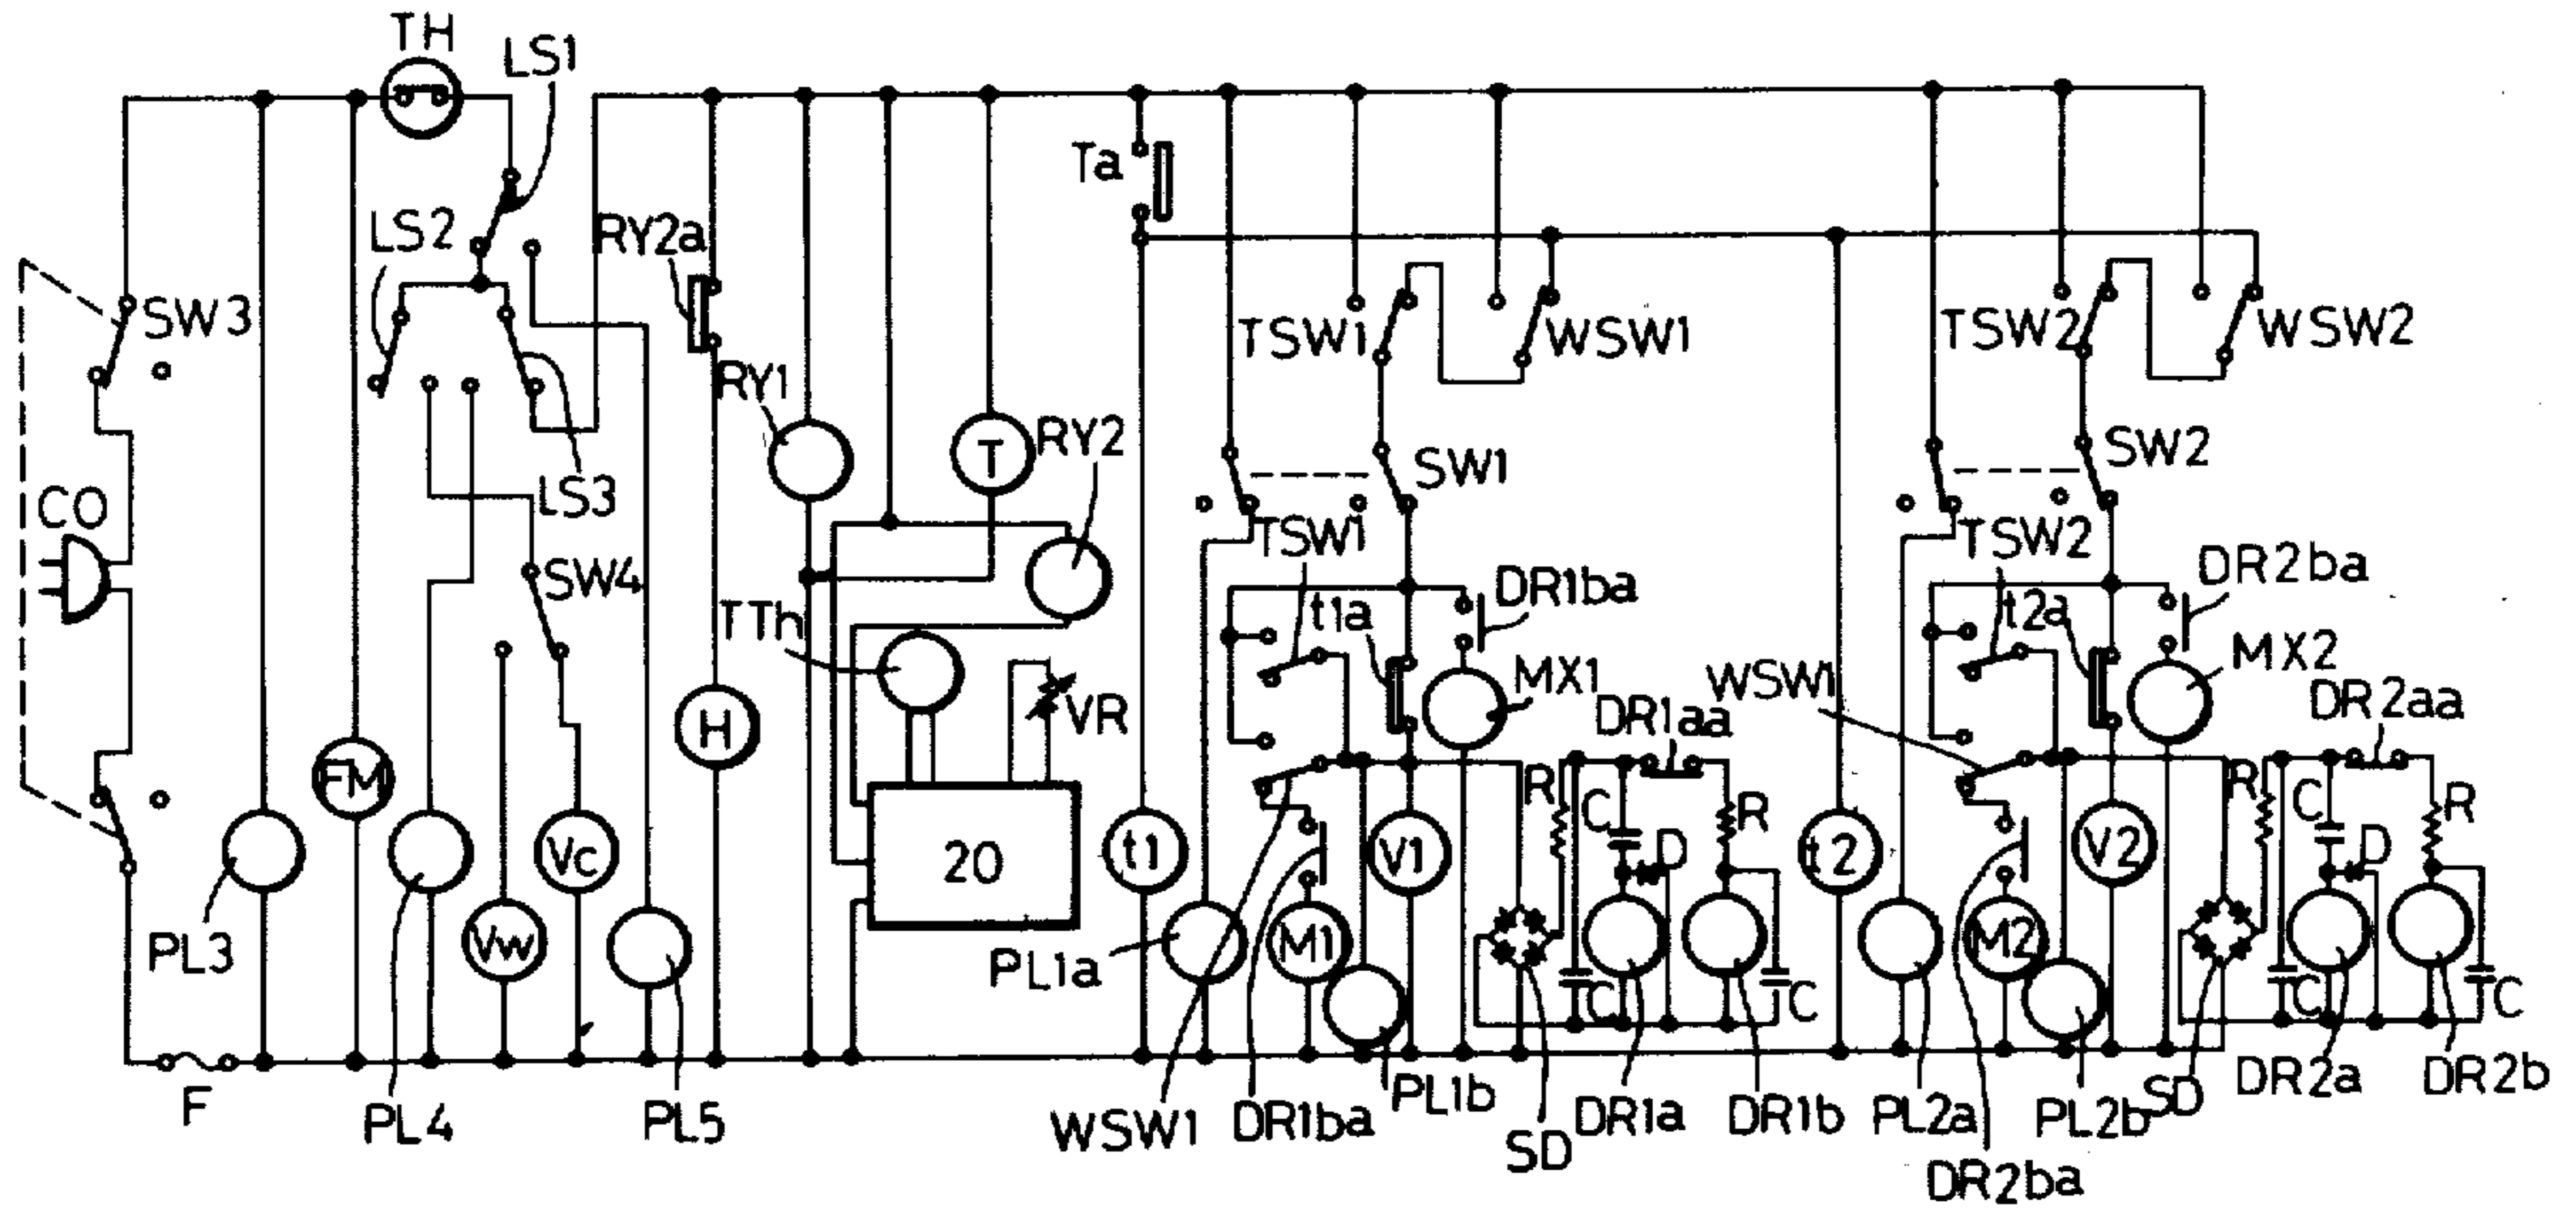 TH
LS1
LS2
RY2a
Ta
SW3
TSW1
WSW1
TSW2
WSW2
RY1
T
RY2
SW1
SW2
CO
LS3
TSW1
TSW2
DR2ba
SW4
DR1ba
t1a
t2a
TTh
MX1
MX2
WSW1
DR1aa
DR2aa
H
VR
FM
R
C
R
R
C
R
20
t1
V1
D
t2
V2
D
Vc
Vw
PL3
PL1a
M1
M2
C
C
C
C
F
PL4
PL5
WSW1
DR1ba
PL1b
SD
DR1a
DR1b
PL2a
DR2ba
PL2b
SD
DR2a
DR2b